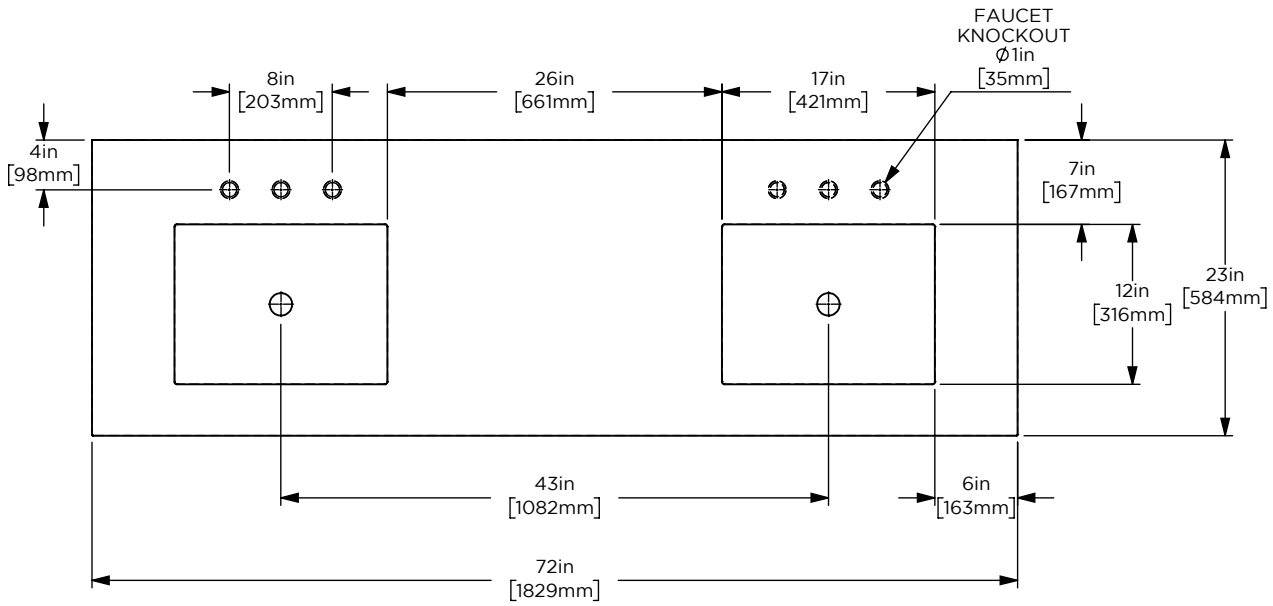 FAUCET
KNOCKOUT
Ø1in
[35mm]
8in
[203mm]
26in
[661mm]
17in
[421mm]
4in
[98mm]
7in
[167mm]
12in
[316mm]
23in
[584mm]
43in
[1082mm]
6in
[163mm]
72in
[1829mm]